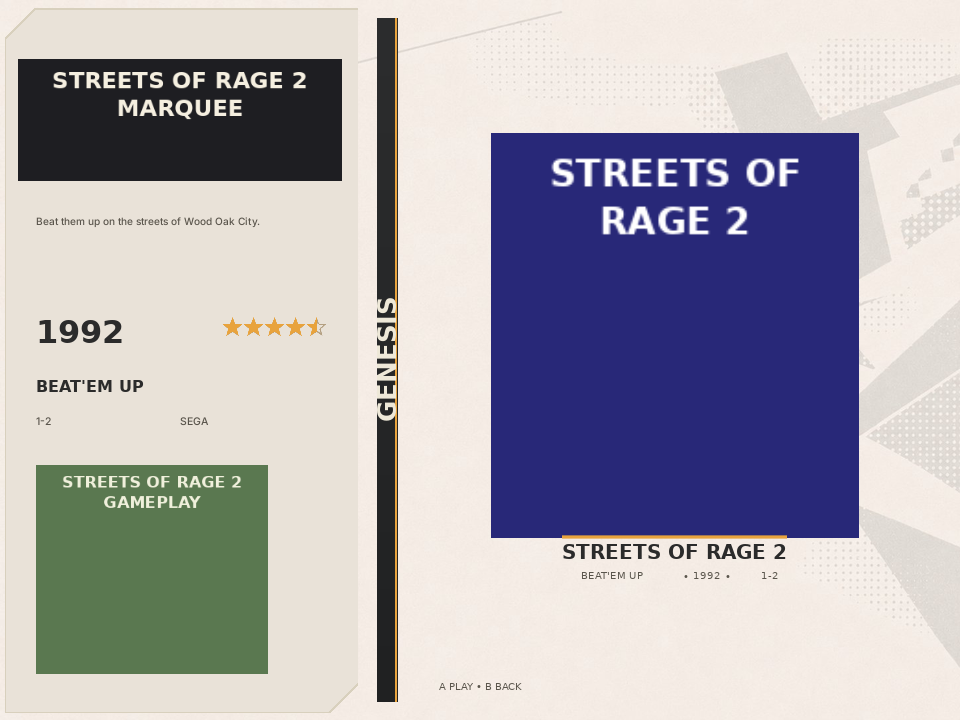 STREETS OF RAGE 2
MARQUEE
Beat them up on the streets of Wood Oak City.
1992
BEAT'EM UP
1-2 SEGA
STREETS OF RAGE 2
GAMEPLAY
GENESIS
STREETS OF
RAGE 2
STREETS OF RAGE 2
BEAT'EM UP • 1992 • 1-2
A PLAY • B BACK